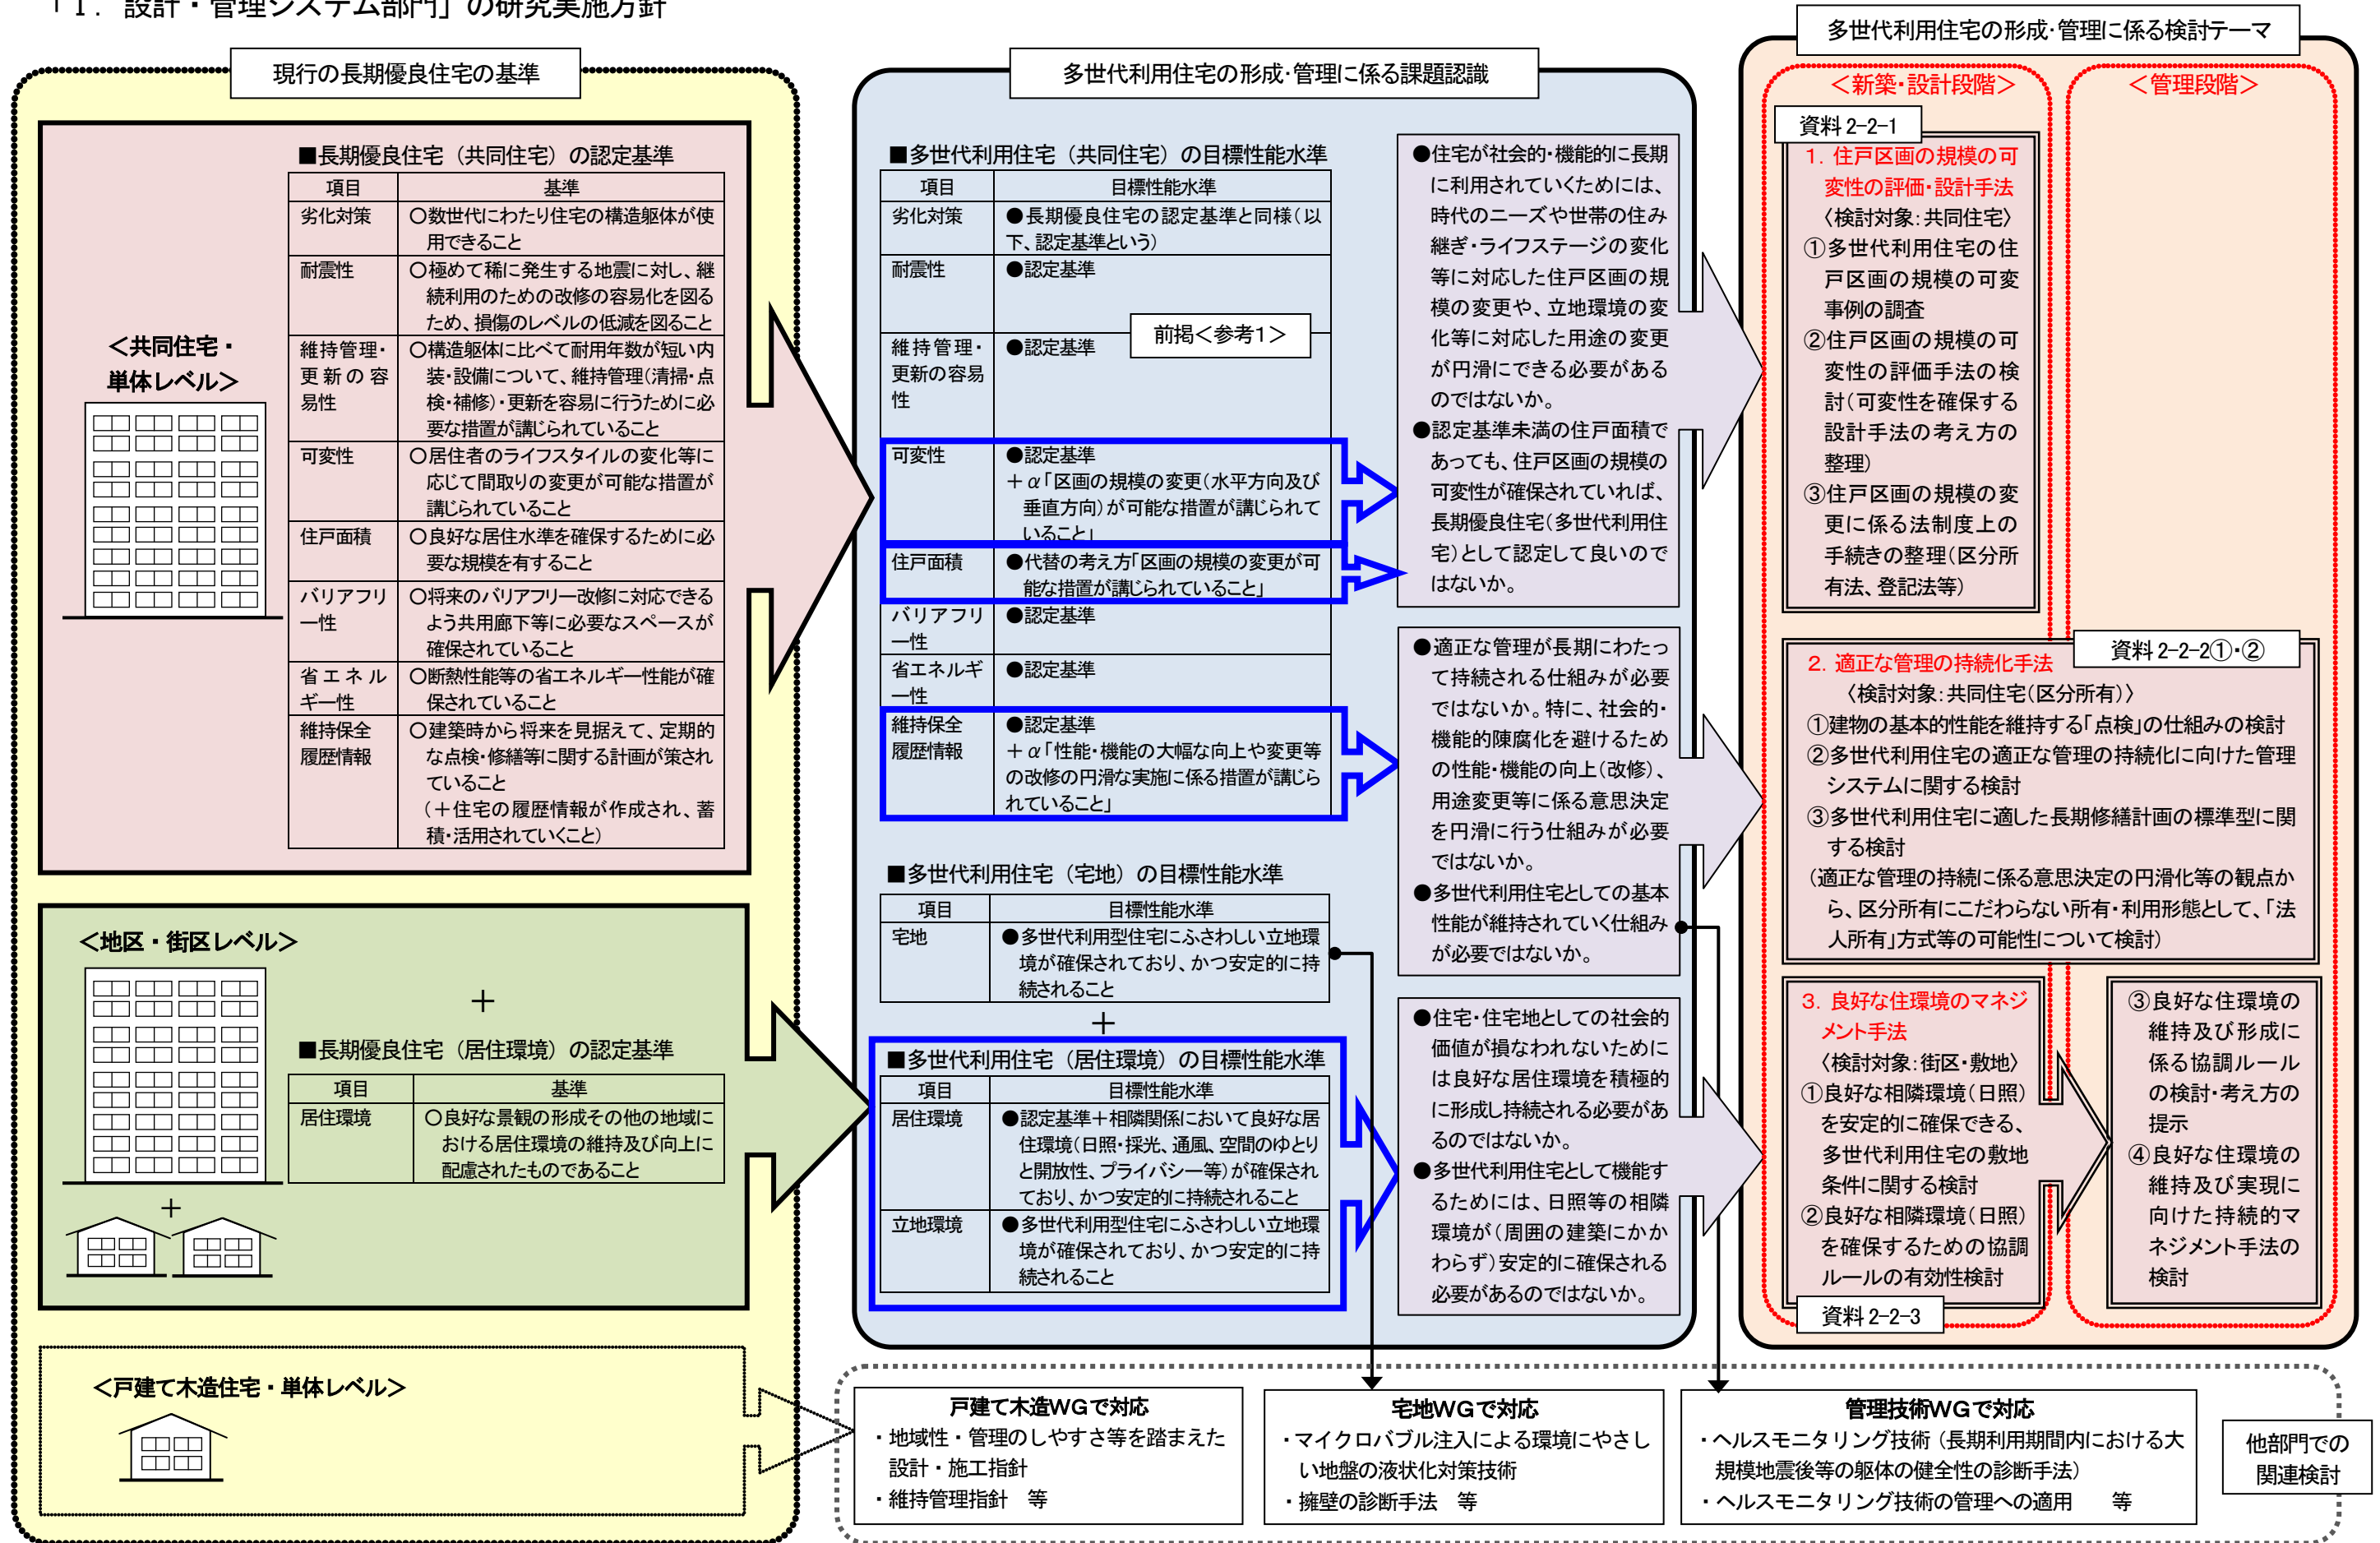 「Ⅰ．設計・管理システム部門」の研究実施方針
現行の長期優良住宅の基準
＜共同住宅・
単体レベル＞
■長期優良住宅（共同住宅）の認定基準
項目　基準
劣化対策　○数世代にわたり住宅の構造躯体が使
用できること
耐震性　○極めて稀に発生する地震に対し、継
続利用のための改修の容易化を図る
ため、損傷のレベルの低減を図ること
維持管理・　○構造躯体に比べて耐用年数が短い内
更新の容　装・設備について、維持管理（清掃・点
易性　検・補修）・更新を容易に行うために必
要な措置が講じられていること
可変性　○居住者のライフスタイルの変化等に
応じて間取りの変更が可能な措置が
講じられていること
住戸面積　○良好な居住水準を確保するために必
要な規模を有すること
バリアフリ　○将来のバリアフリー改修に対応できる
ー性　よう共用廊下等に必要なスペースが
確保されていること
省エネル　○断熱性能等の省エネルギー性能が確
ギー性　保されていること
維持保全　○建築時から将来を見据えて、定期的
履歴情報　な点検・修繕等に関する計画が策され
ていること
（＋住宅の履歴情報が作成され、蓄
積・活用されていくこと）
＜地区・街区レベル＞
＋
■長期優良住宅（居住環境）の認定基準
項目　基準
居住環境　○良好な景観の形成その他の地域に
おける居住環境の維持及び向上に
配慮されたものであること
＋
＜戸建て木造住宅・単体レベル＞
多世代利用住宅の形成・管理に係る課題認識
■多世代利用住宅（共同住宅）の目標性能水準
項目　目標性能水準
劣化対策　●長期優良住宅の認定基準と同様（以
下、認定基準という）
耐震性　●認定基準
前掲＜参考１＞
維持管理・　●認定基準
更新の容易
性
可変性　●認定基準
＋α「区画の規模の変更（水平方向及び
垂直方向）が可能な措置が講じられて
いること」
住戸面積　●代替の考え方「区画の規模の変更が可
能な措置が講じられていること」
バリアフリ　●認定基準
ー性
省エネルギ　●認定基準
ー性
維持保全　●認定基準
履歴情報　＋α「性能・機能の大幅な向上や変更等
の改修の円滑な実施に係る措置が講じら
れていること」
■多世代利用住宅（宅地）の目標性能水準
項目　目標性能水準
宅地　●多世代利用型住宅にふさわしい立地環
境が確保されており、かつ安定的に持
続されること
＋
■多世代利用住宅（居住環境）の目標性能水準
項目　目標性能水準
居住環境　●認定基準＋相隣関係において良好な居
住環境（日照・採光、通風、空間のゆとり
と開放性、プライバシー等）が確保され
ており、かつ安定的に持続されること
立地環境　●多世代利用型住宅にふさわしい立地環
境が確保されており、かつ安定的に持
続されること
●住宅が社会的・機能的に長期
に利用されていくためには、
時代のニーズや世帯の住み
継ぎ・ライフステージの変化
等に対応した住戸区画の規
模の変更や、立地環境の変
化等に対応した用途の変更
が円滑にできる必要がある
のではないか。
●認定基準未満の住戸面積で
あっても、住戸区画の規模の
可変性が確保されていれば、
長期優良住宅（多世代利用住
宅）として認定して良いので
はないか。
●適正な管理が長期にわたっ
て持続される仕組みが必要
ではないか。特に、社会的・
機能的陳腐化を避けるため
の性能・機能の向上（改修）、
用途変更等に係る意思決定
を円滑に行う仕組みが必要
ではないか。
●多世代利用住宅としての基本
性能が維持されていく仕組み
が必要ではないか。
●住宅・住宅地としての社会的
価値が損なわれないために
は良好な居住環境を積極的
に形成し持続される必要があ
るのではないか。
●多世代利用住宅として機能す
るためには、日照等の相隣
環境が（周囲の建築にかか
わらず）安定的に確保される
必要があるのではないか。
多世代利用住宅の形成・管理に係る検討テーマ
＜新築・設計段階＞
＜管理段階＞
資料 2-2-1
１．住戸区画の規模の可
変性の評価・設計手法
〈検討対象：共同住宅〉
①多世代利用住宅の住
戸区画の規模の可変
事例の調査
②住戸区画の規模の可
変性の評価手法の検
討（可変性を確保する
設計手法の考え方の
整理）
③住戸区画の規模の変
更に係る法制度上の
手続きの整理（区分所
有法、登記法等）
資料 2-2-2①・②
２．適正な管理の持続化手法
〈検討対象：共同住宅（区分所有）〉
①建物の基本的性能を維持する「点検」の仕組みの検討
②多世代利用住宅の適正な管理の持続化に向けた管理
システムに関する検討
③多世代利用住宅に適した長期修繕計画の標準型に関
する検討
（適正な管理の持続に係る意思決定の円滑化等の観点か
ら、区分所有にこだわらない所有・利用形態として、「法
人所有」方式等の可能性について検討）
３．良好な住環境のマネジ
メント手法
〈検討対象：街区・敷地〉
①良好な相隣環境（日照）
を安定的に確保できる、
多世代利用住宅の敷地
条件に関する検討
②良好な相隣環境（日照）
を確保するための協調
ルールの有効性検討
資料 2-2-3
③良好な住環境の
維持及び形成に
係る協調ルール
の検討・考え方の
提示
④良好な住環境の
維持及び実現に
向けた持続的マ
ネジメント手法の
検討
戸建て木造ＷＧで対応
・地域性・管理のしやすさ等を踏まえた
設計・施工指針
・維持管理指針　等
宅地ＷＧで対応
・マイクロバブル注入による環境にやさし
い地盤の液状化対策技術
・擁壁の診断手法　等
管理技術ＷＧで対応
・ヘルスモニタリング技術（長期利用期間内における大
規模地震後等の躯体の健全性の診断手法）
・ヘルスモニタリング技術の管理への適用　　等
他部門での
関連検討